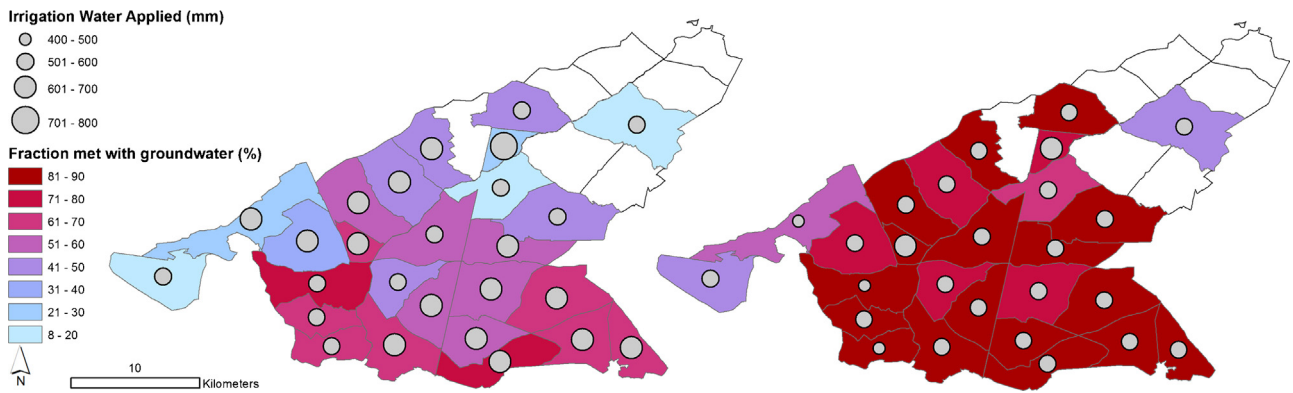 Irrigation Water Applied (mm)
400 - 500
501 - 600
601 - 700
701 - 800
Fraction met with groundwater (%)
81 - 90
71 - 80
61 - 70
51 - 60
41 - 50
31 - 40
21 - 30
8 - 20
N
10
Kilometers